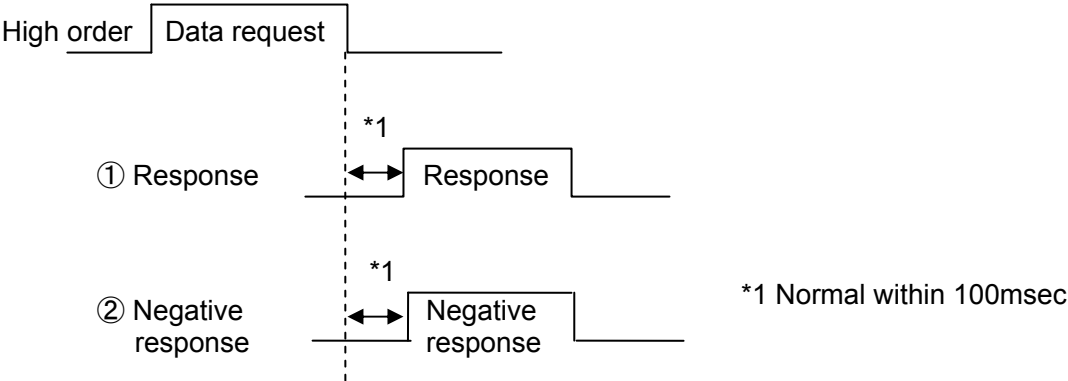 High order Data request
*1
① Response Response
*1
*1 Normal within 100msec
② Negative Negative
response response